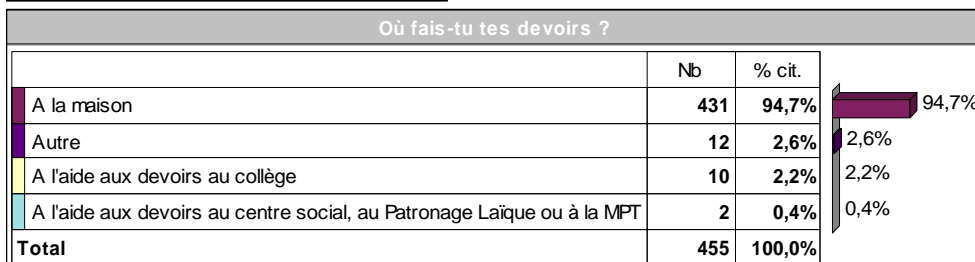 Où fais-tu tes devoirs ?
Nb % cit.
A la maison 431 94,7% 94,7%
Autre 12 2,6% 2,6%
A l'aide aux devoirs au collège 10 2,2% 2,2%
A l'aide aux devoirs au centre social, au Patronage Laïque ou à la MPT 2 0,4% 0,4%
Total 455 100,0%